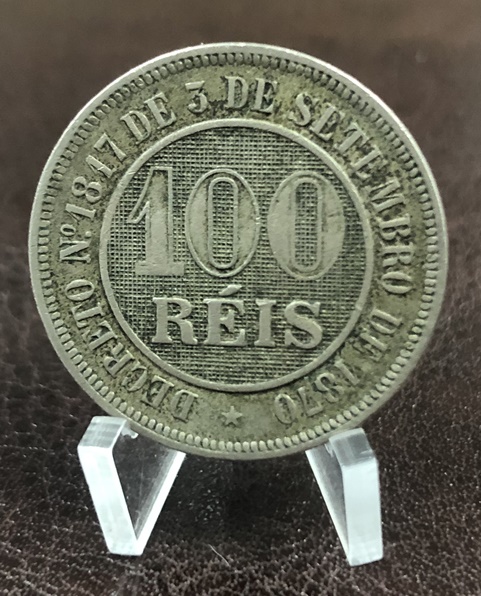 DECRETO Nº.1817 DE 3 DE SETEMBRO DE 1870
100
RÉIS